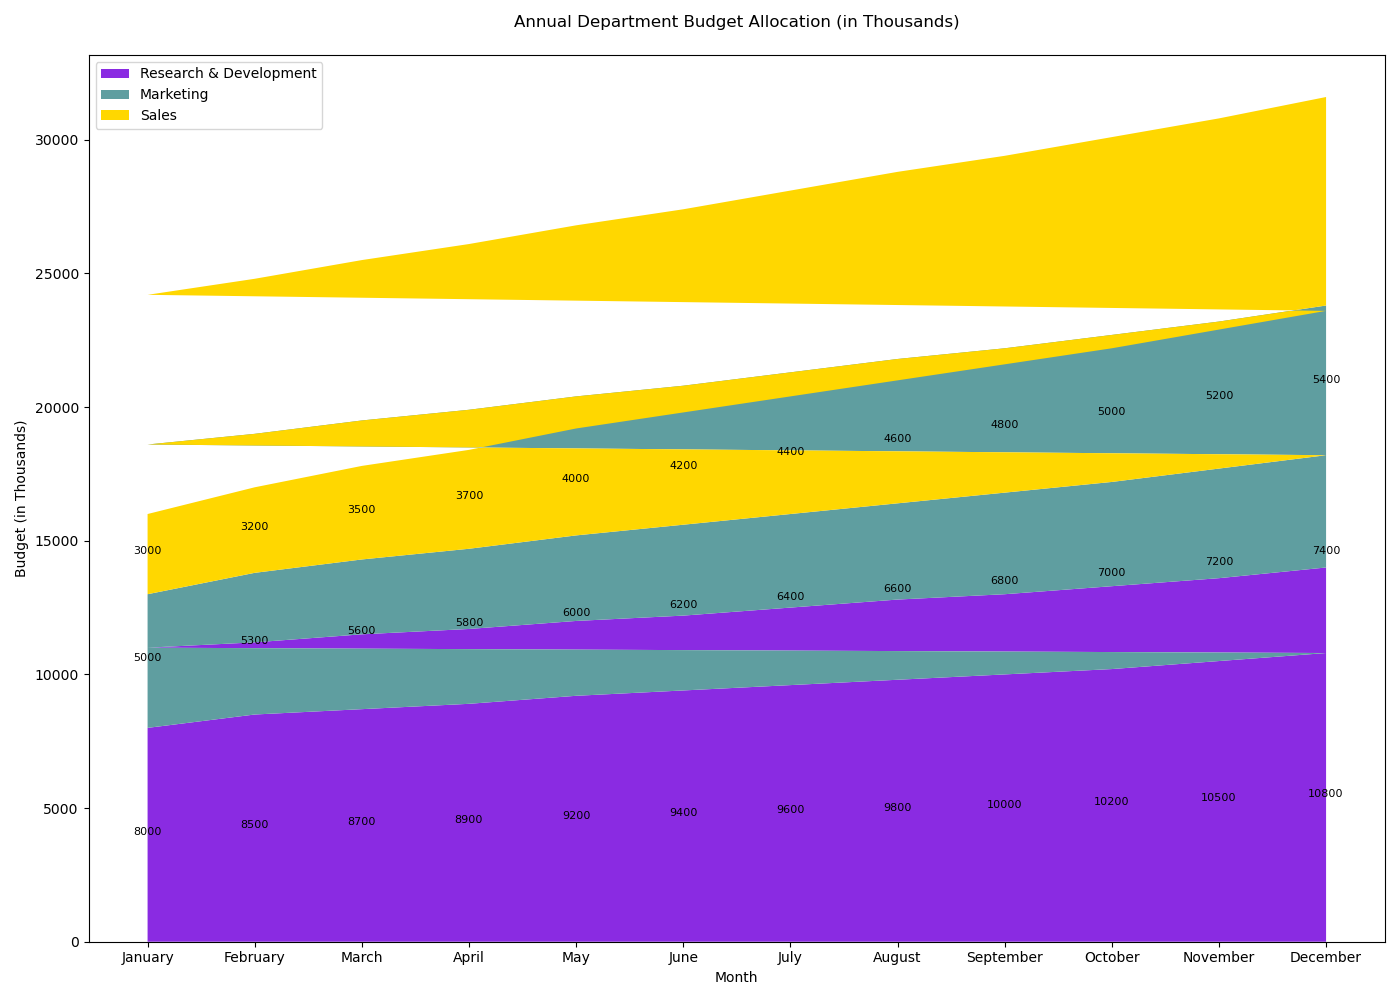 Annual Department Budget Allocation (in Thousands)
Research & Development
Marketing
Sales
Budget (in Thousands)
30000
25000
20000
15000
10000
5000
0
3000 3200 3500 3700 4000 4200 4400 4600 4800 5000 5200 5400
5000 5300 5600 5800 6000 6200 6400 6600 6800 7000 7200 7400
8000 8500 8700 8900 9200 9400 9600 9800 10000 10200 10500 10800
January February March April May June July August September October November December
Month